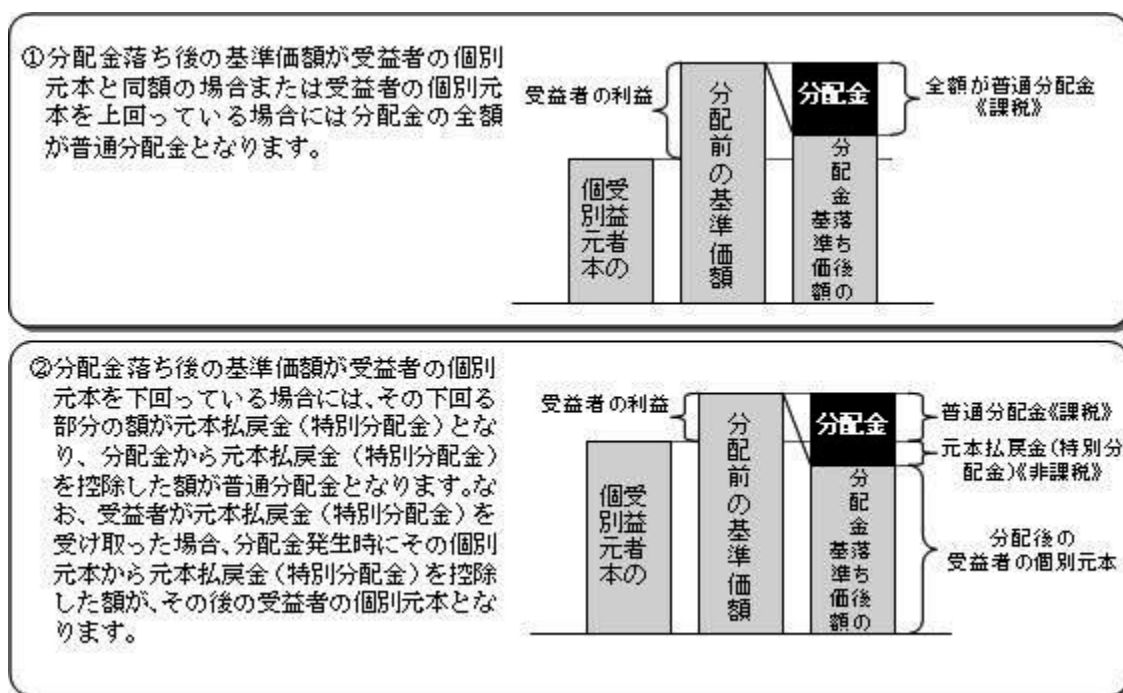 ①分配金落ち後の基準価額が受益者の個別
元本と同額の場合または受益者の個別元
本を上回っている場合には分配金の全額
が普通分配金となります。
受益者の利益
受益者の
個別元本
分配前の基準価額
分配金
分配金落ち後の
基準価額
全額が普通分配金
《課税》
②分配金落ち後の基準価額が受益者の個別
元本を下回っている場合には、その下回る
部分の額が元本払戻金(特別分配金)とな
り、分配金から元本払戻金(特別分配金)
を控除した額が普通分配金となります。な
お、受益者が元本払戻金(特別分配金)を
受け取った場合、分配金発生時にその個別
元本から元本払戻金(特別分配金)を控除
した額が、その後の受益者の個別元本とな
ります。
受益者の利益
受益者の
個別元本
分配前の基準価額
分配金
分配金落ち後の
基準価額
普通分配金《課税》
元本払戻金(特別分
配金)《非課税》
分配後の
受益者の個別元本